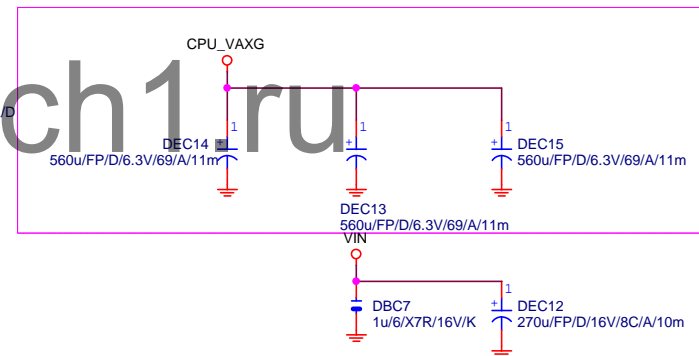 CPU_VAXG
ch1.ru
/D
1
1
1
+
+
+
DEC14
560u/FP/D/6.3V/69/A/11m
DEC15
560u/FP/D/6.3V/69/A/11m
DEC13
560u/FP/D/6.3V/69/A/11m
VIN
1
+
DBC7
1u/6/X7R/16V/K
DEC12
270u/FP/D/16V/8C/A/10m